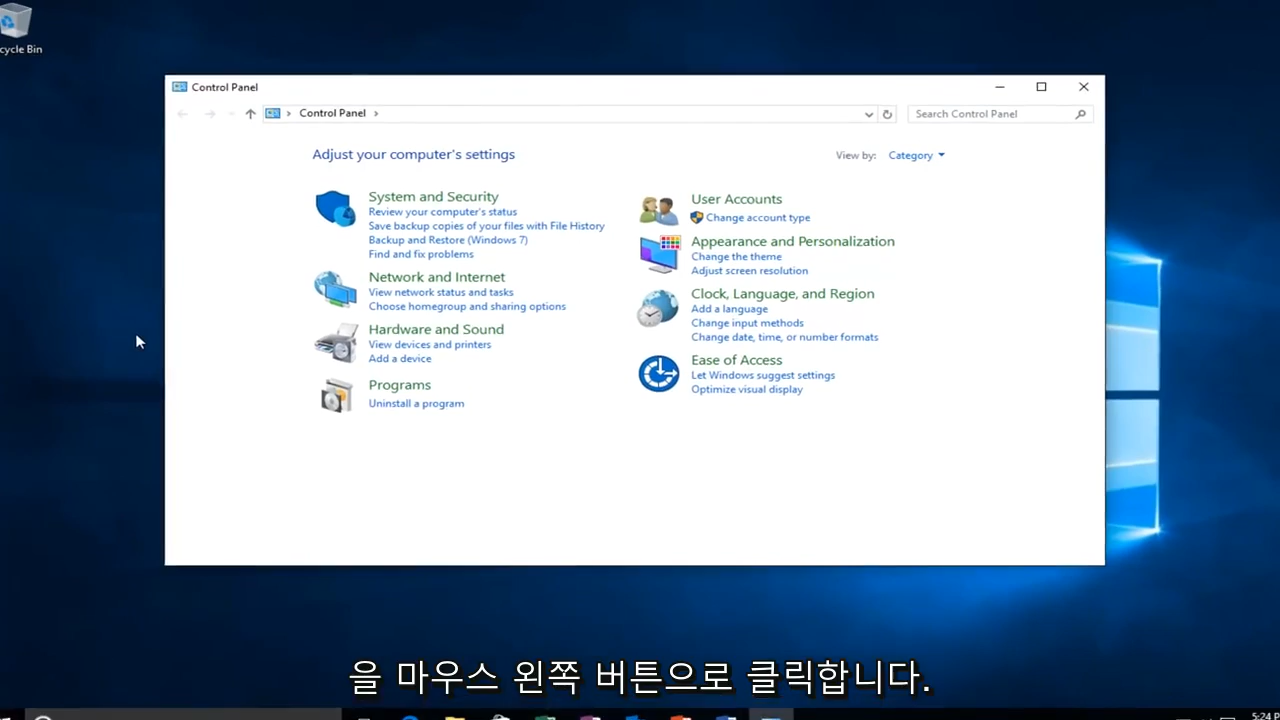 cycle Bin
Control Panel
Control Panel
Search Control Panel
Adjust your computer's settings
View by: Category
System and Security
Review your computer's status
Save backup copies of your files with File History
Backup and Restore (Windows 7)
Find and fix problems
Network and Internet
View network status and tasks
Choose homegroup and sharing options
Hardware and Sound
View devices and printers
Add a device
Programs
Uninstall a program
User Accounts
Change account type
Appearance and Personalization
Change the theme
Adjust screen resolution
Clock, Language, and Region
Add a language
Change input methods
Change date, time, or number formats
Ease of Access
Let Windows suggest settings
Optimize visual display
을 마우스 왼쪽 버튼으로 클릭합니다.
5:24 P